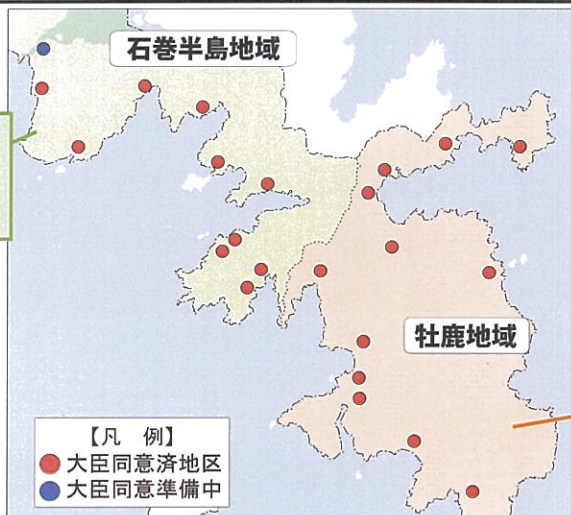 石巻半島地域
牡鹿地域
【凡 例】
大臣同意済地区
大臣同意準備中